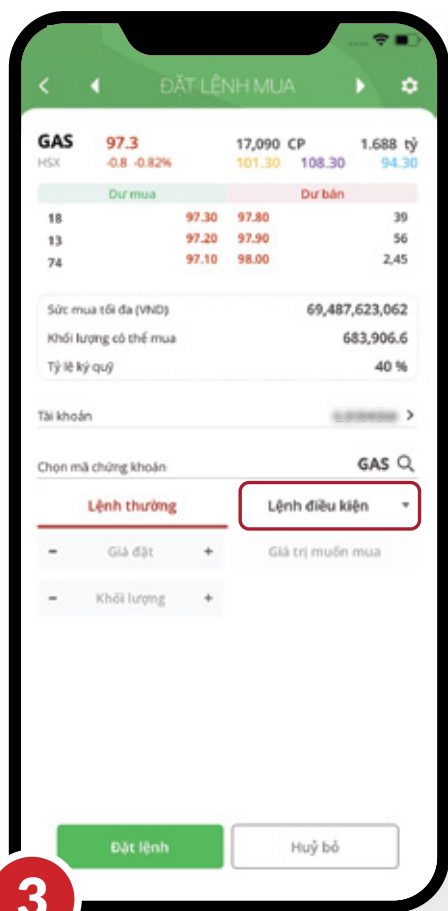 ĐẶT LỆNH MUA
GAS 97.3 17,090 CP 1.688 tỷ
HSX -0.8 -0.82% 101.30 108.30 94.30
Dư mua Dư bán
18 97.30 97.80 39
13 97.20 97.90 56
74 97.10 98.00 2,45
Sức mua tối đa (VND) 69,487,623,062
Khối lượng có thể mua 683,906.6
Tỷ lệ ký quỹ 40 %
Tài khoản
Chọn mã chứng khoán GAS
Lệnh thường Lệnh điều kiện
- Giá đặt + Giá trị muốn mua
- Khối lượng +
Đặt lệnh Huỷ bỏ
3